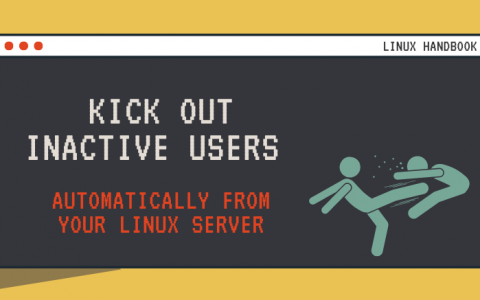 LINUX HANDBOOK
KICK OUT
INACTIVE USERS
AUTOMATICALLY FROM
YOUR LINUX SERVER